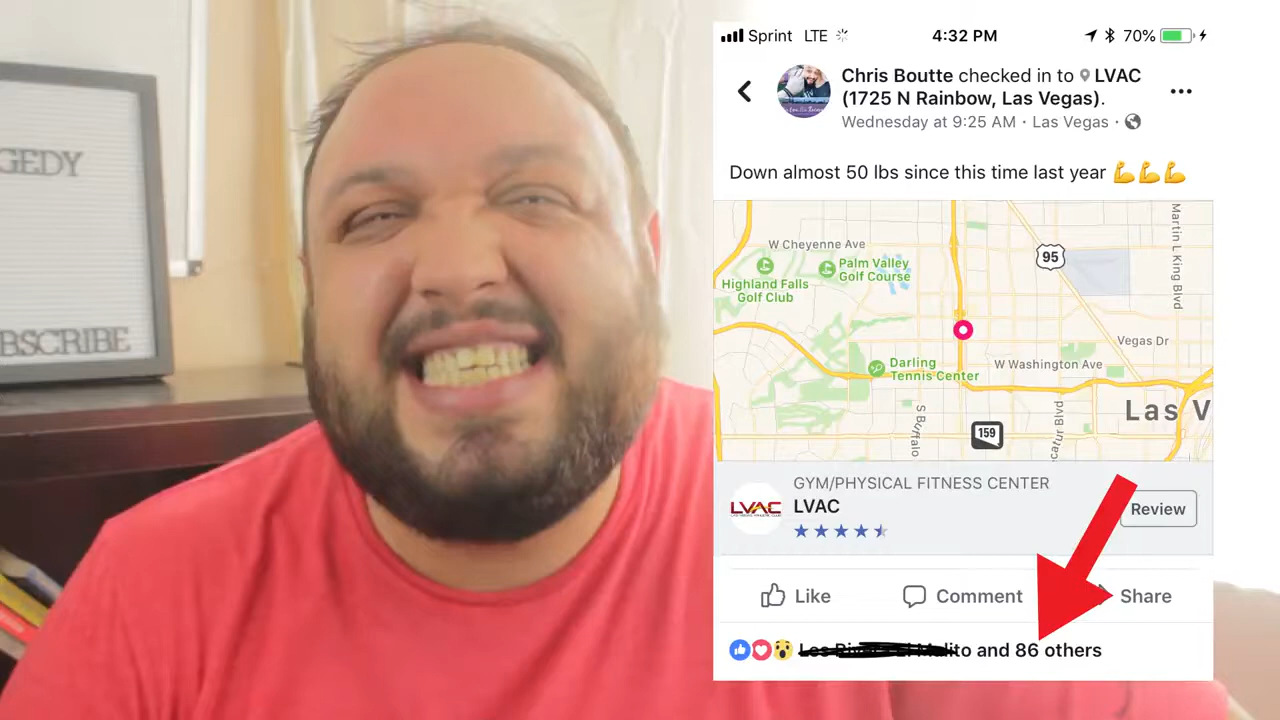 GEDY
BSCRIBE
Sprint LTE 4:32 PM 70%
Chris Boutte checked in to LVAC
(1725 N Rainbow, Las Vegas).
Wednesday at 9:25 AM · Las Vegas ·
Down almost 50 lbs since this time last year 💪💪💪
W Cheyenne Ave
Martin L King Blvd
95
Palm Valley
Golf Course
Highland Falls
Golf Club
Vegas Dr
Darling
Tennis Center
W Washington Ave
Las V
S Buffalo
catur Blvd
159
GYM/PHYSICAL FITNESS CENTER
LVAC
LVAC
Review
Like
Comment
Share
and 86 others